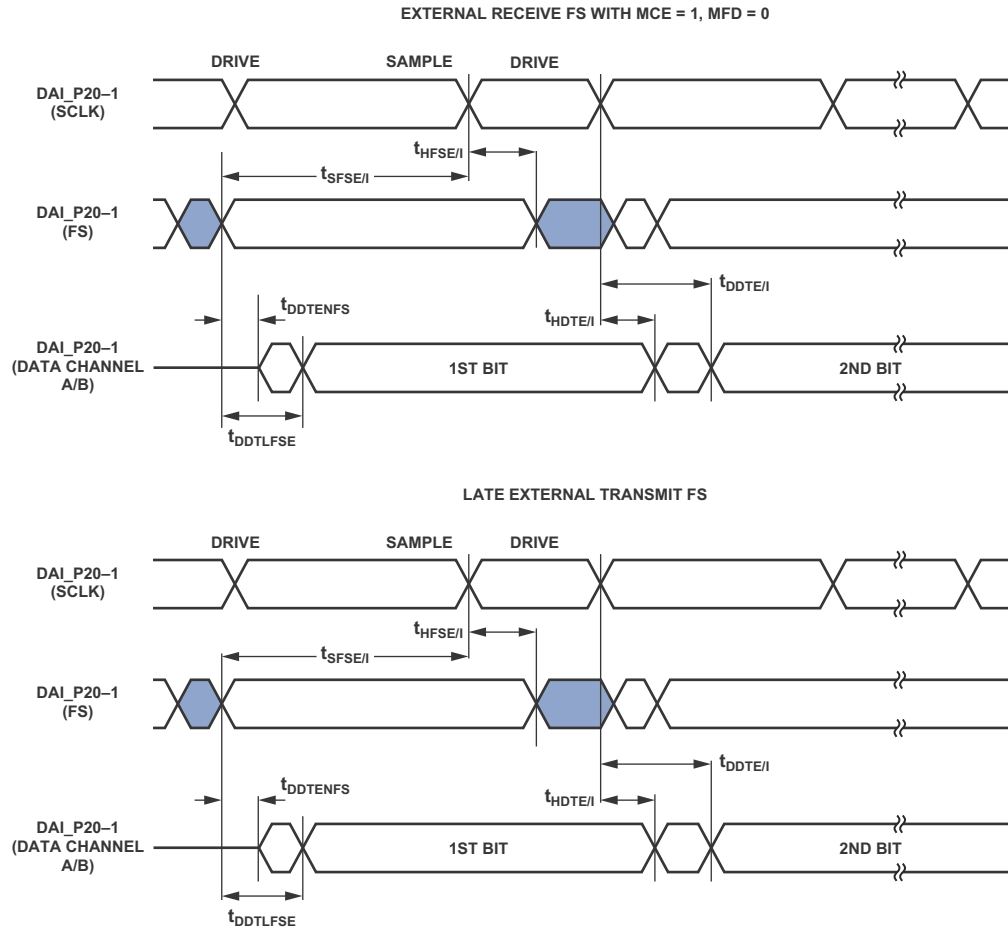 EXTERNAL RECEIVE FS WITH MCE = 1, MFD = 0
DRIVE SAMPLE DRIVE
DAI_P20–1
(SCLK)
tHFSE/I
tSFSE/I
DAI_P20–1
(FS)
tDDTE/I
tDDTENFS
tHDTE/I
DAI_P20–1
(DATA CHANNEL
A/B)
1ST BIT 2ND BIT
tDDTLFSE
LATE EXTERNAL TRANSMIT FS
DRIVE SAMPLE DRIVE
DAI_P20–1
(SCLK)
tHFSE/I
tSFSE/I
DAI_P20–1
(FS)
tDDTE/I
tDDTENFS
tHDTE/I
DAI_P20–1
(DATA CHANNEL
A/B)
1ST BIT 2ND BIT
tDDTLFSE